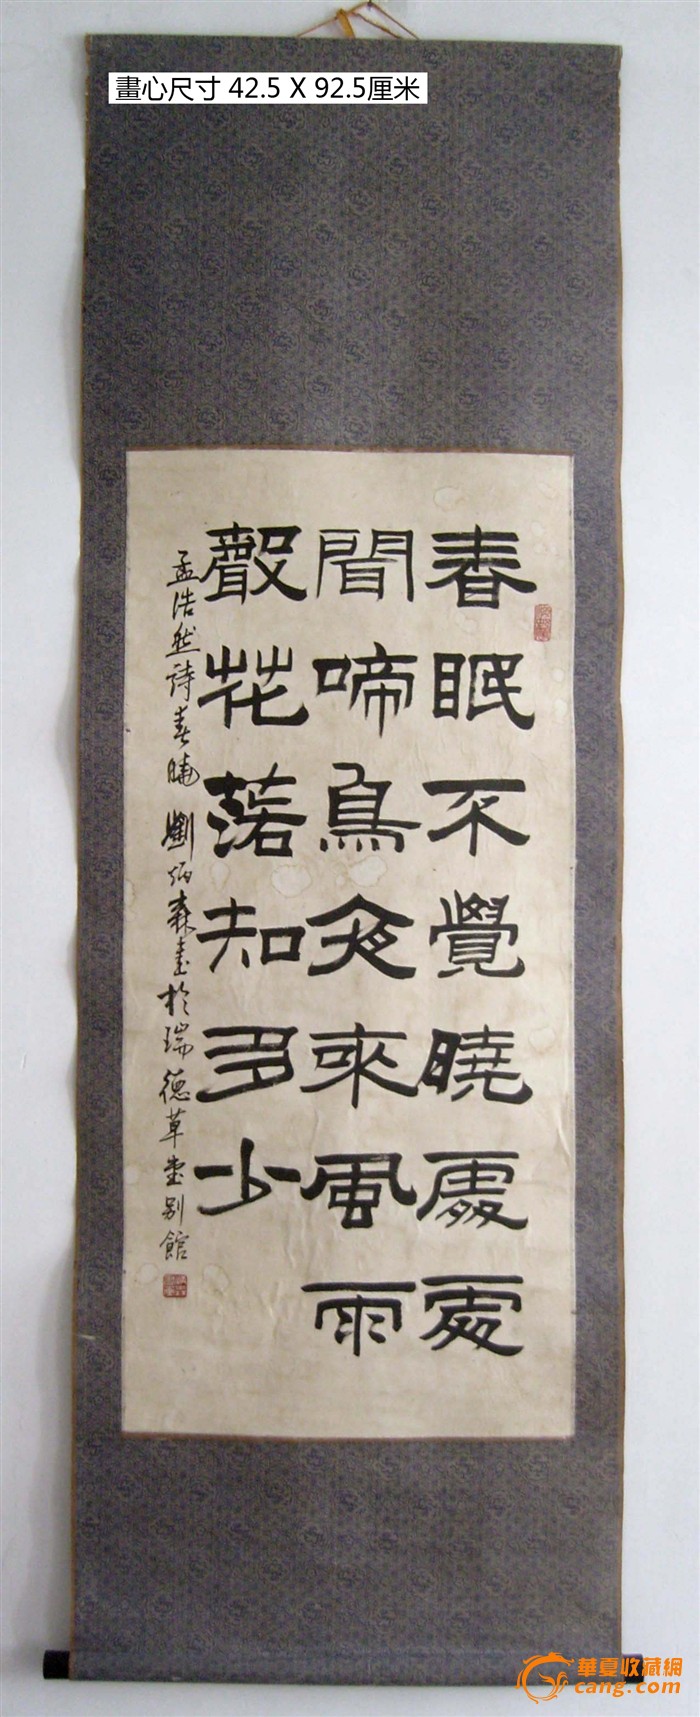 畫心尺寸 42.5 X 92.5厘米
春眠不覺曉處處
聞啼鳥夜來風雨
聲花落知多少
孟浩然詩春曉 劉炳森書於瑞德草堂別館
華夏收藏網
cang.com